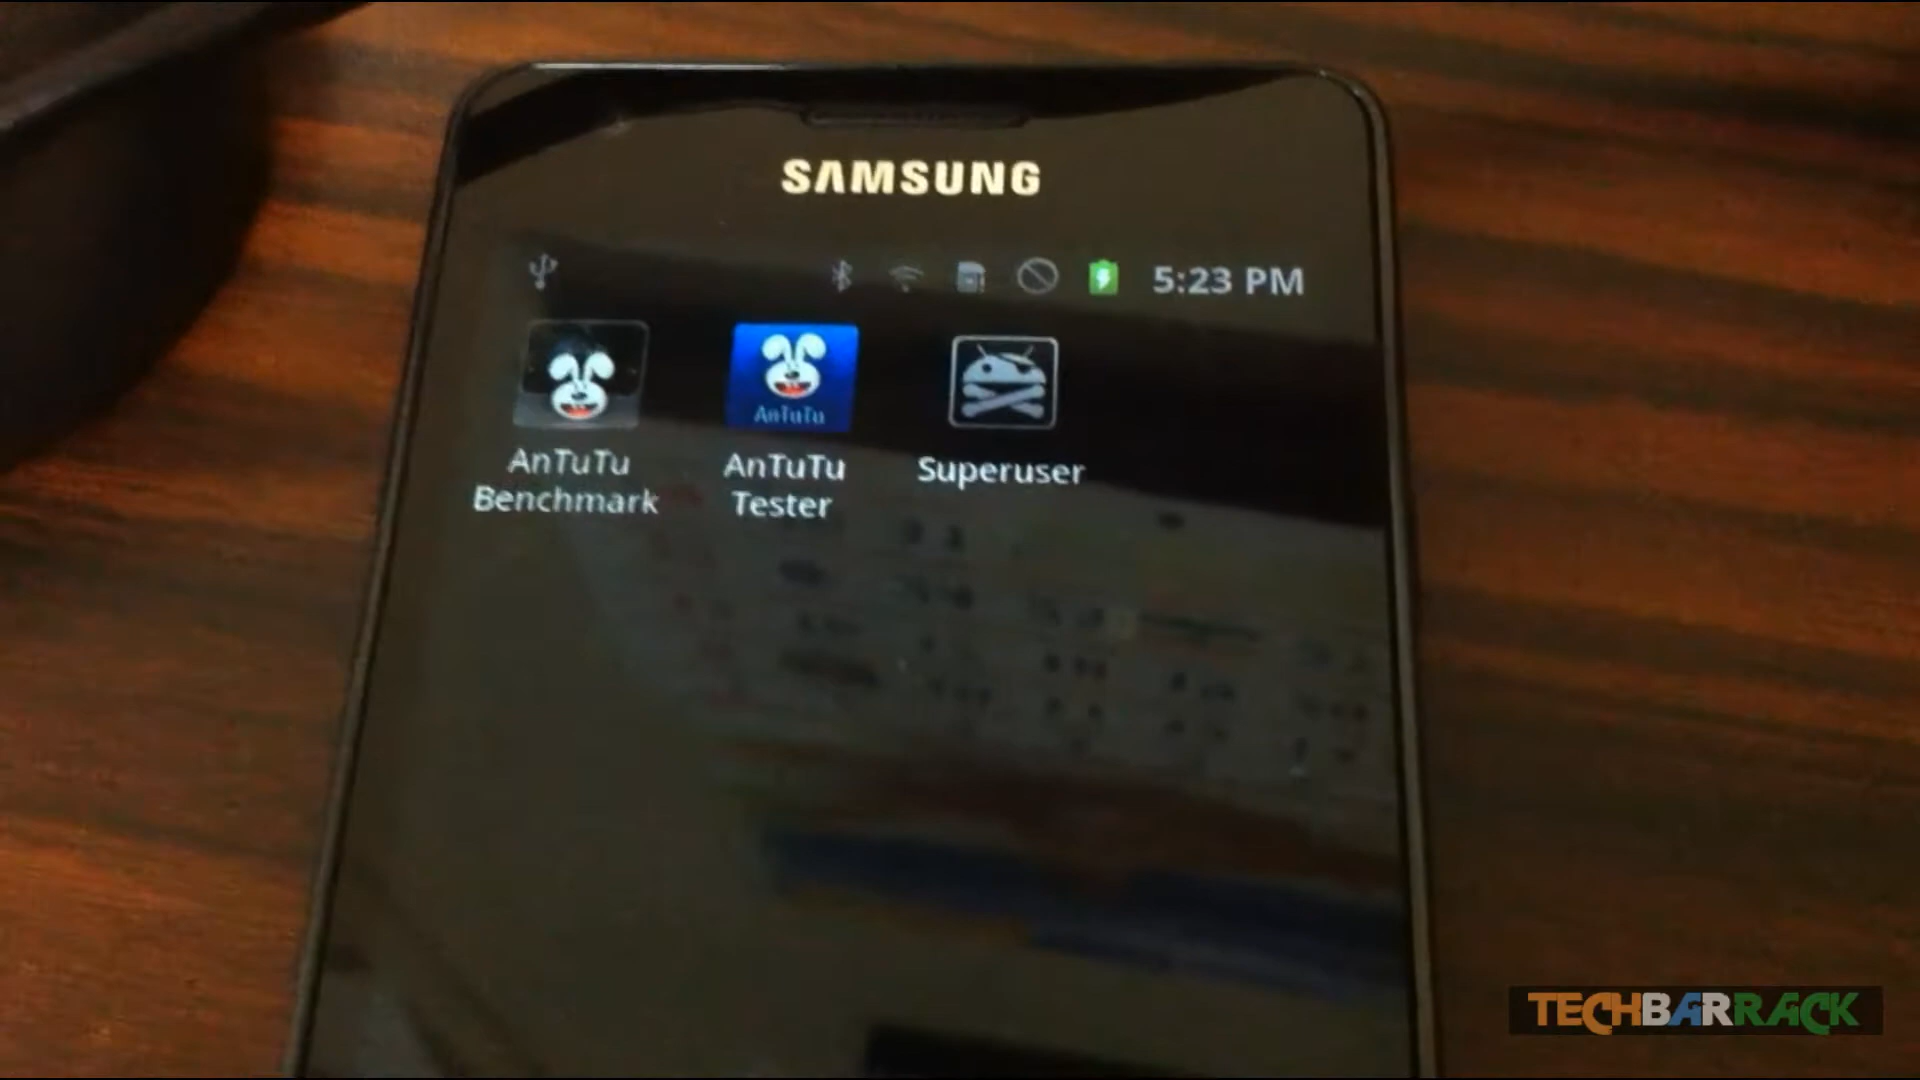 SAMSUNG
5:23 PM
AnTuTu
AnTuTu
Benchmark
AnTuTu
Tester
Superuser
TECHBARRACK